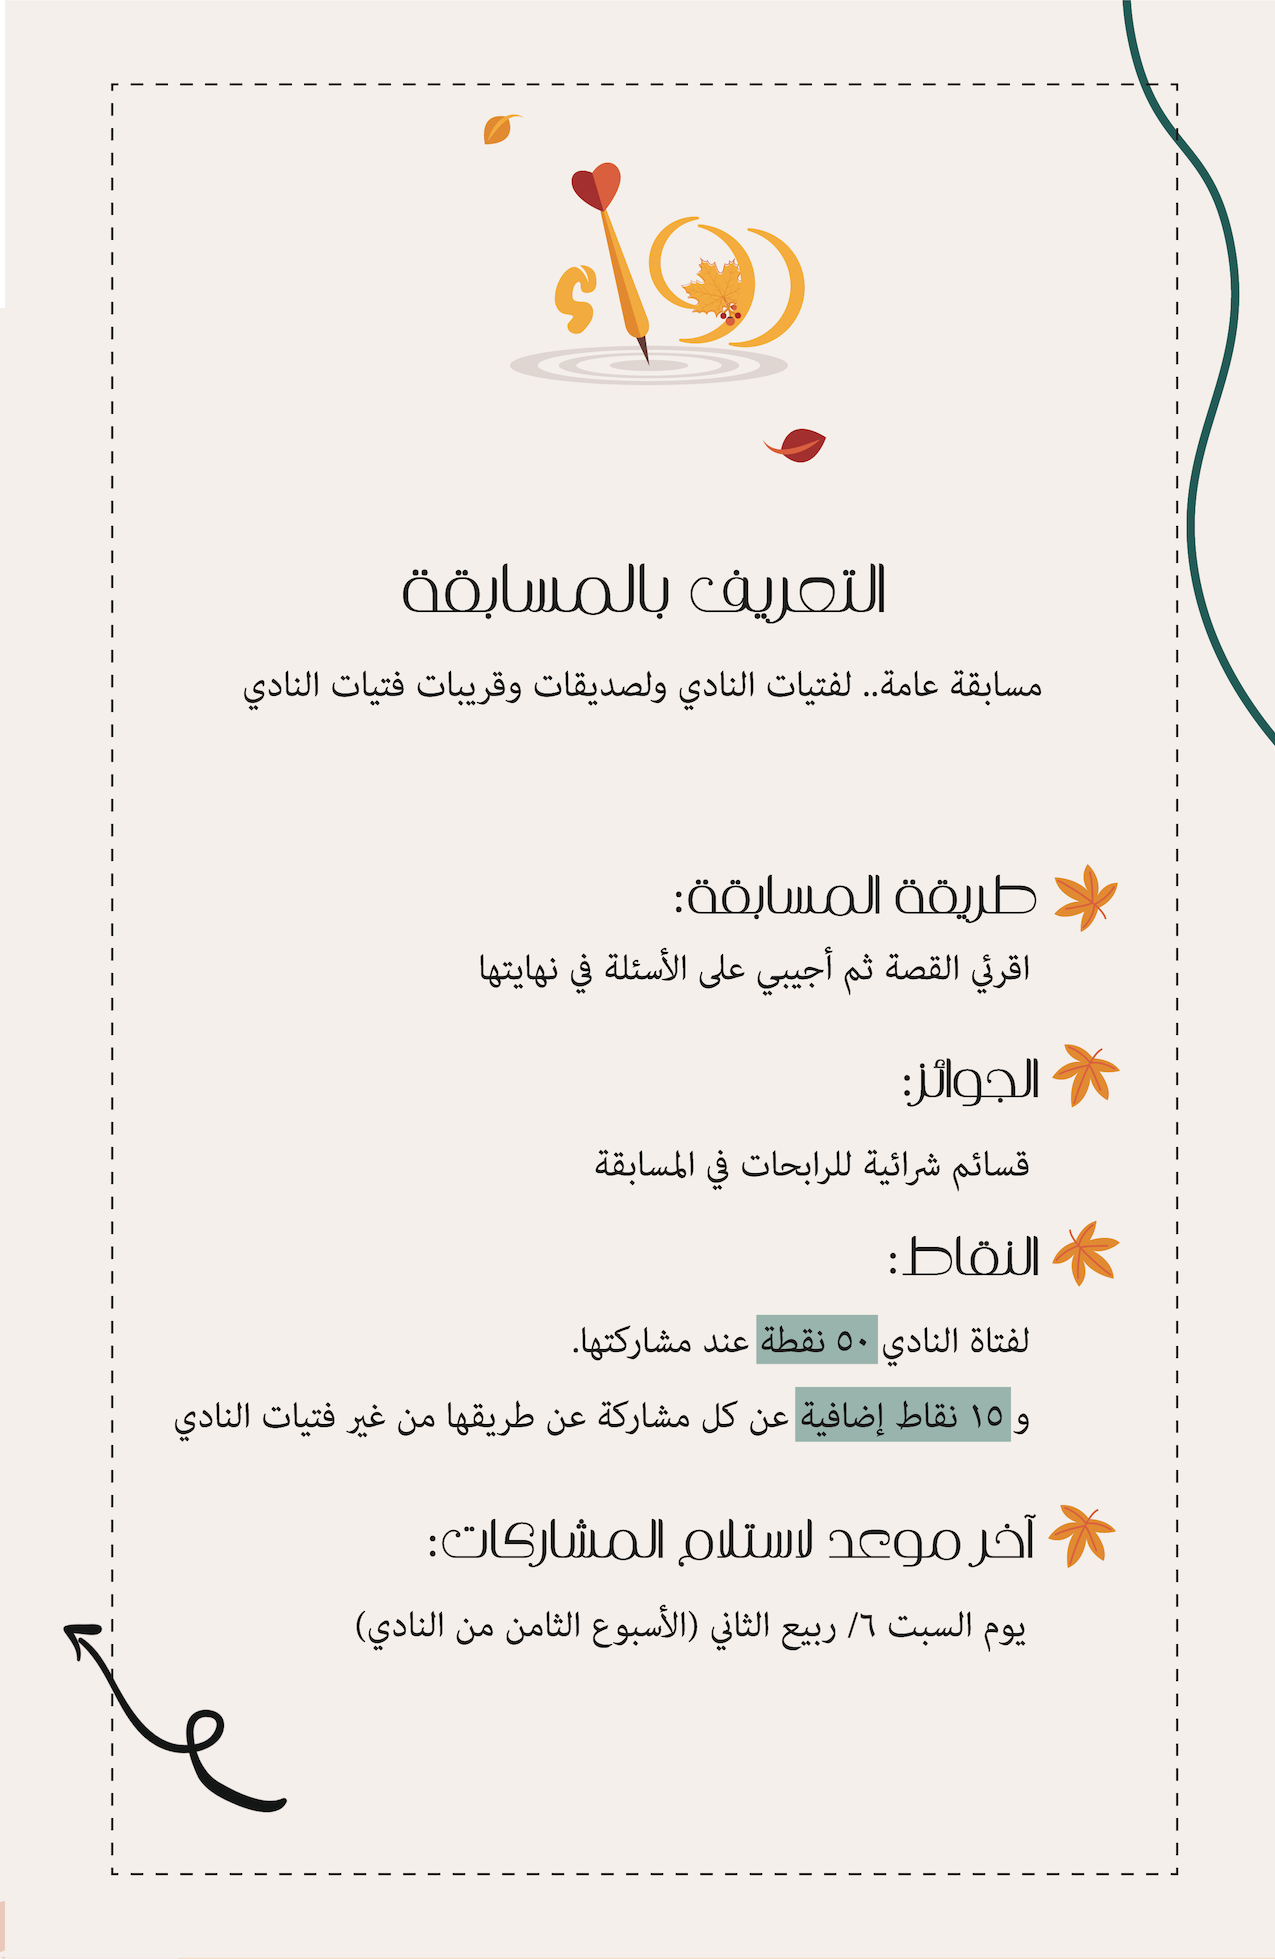 رواء
التعريف بالمسابقة
مسابقة عامة.. لفتيات النادي ولصديقات وقريبات فتيات النادي
طريقة المسابقة:
اقرئي القصة ثم أجيبي على الأسئلة في نهايتها
الجوائز:
قسائم شرائية للرابحات في المسابقة
النقاط:
لفتاة النادي ٥٠ نقطة عند مشاركتها.
و ١٥ نقاط إضافية عن كل مشاركة عن طريقها من غير فتيات النادي
آخر موعد لاستلام المشاركات:
يوم السبت ٦/ ربيع الثاني (الأسبوع الثامن من النادي)